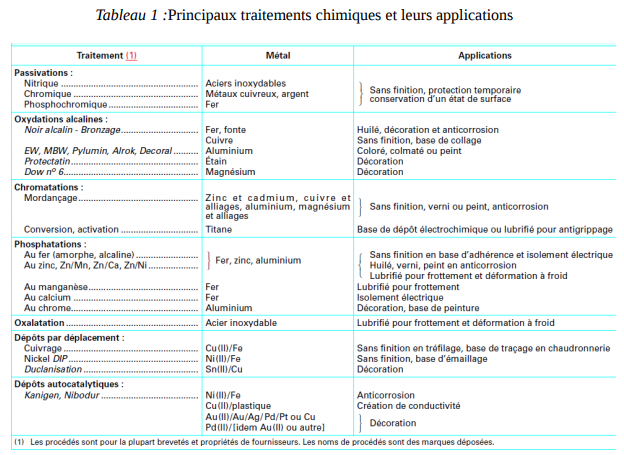 Tableau 1 :Principaux traitements chimiques et leurs applications
Traitement (1) Métal Applications
Passivations :
Nitrique ........ Aciers inoxydables
Chromique ........ Métaux cuivreux, argent
Phosphochromique ........ Fer
Sans finition, protection temporaire
conservation d'un état de surface
Oxydations alcalines :
Noir alcalin - Bronzage ........ Fer, fonte Huilé, décoration et anticorrosion
Cuivre Sans finition, base de collage
EW, MBW, Pylumin, Alrok, Decoral ........ Aluminium Coloré, colmaté ou peint
Protectatin ........ Étain Décoration
Dow nº 6 ........ Magnésium Décoration
Chromatations :
Mordançage ........ Zinc et cadmium, cuivre et
alliages, aluminium, magnésium
et alliages
Sans finition, verni ou peint, anticorrosion
Conversion, activation ........ Titane Base de dépôt électrochimique ou lubrifié pour antigrippage
Phosphatations :
Au fer (amorphe, alcaline) ........
Au zinc, Zn/Mn, Zn/Ca, Zn/Ni ........
Fer, zinc, aluminium
Sans finition en base d'adhérence et isolement électrique
Huilé, verni, peint en anticorrosion
Lubrifié pour frottement et déformation à froid
Au manganèse ........ Fer Lubrifié pour frottement
Au calcium ........ Fer Isolement électrique
Au chrome ........ Aluminium Décoration, base de peinture
Oxalatation ........ Acier inoxydable Lubrifié pour frottement et déformation à froid
Dépôts par déplacement :
Cuivrage ........ Cu(II)/Fe Sans finition en tréfilage, base de traçage en chaudronnerie
Nickel DIP ........ Ni(II)/Fe Sans finition, base d'émaillage
Duclanisation ........ Sn(II)/Cu Décoration
Dépôts autocatalytiques :
Kanigen, Nibodur ........ Ni(II)/Fe Anticorrosion
Cu(II)/plastique Création de conductivité
Au(II)/Au/Ag/Pd/Pt ou Cu
Pd(II)/[idem Au(II) ou autre]
Décoration
(1) Les procédés sont pour la plupart brevetés et propriétés de fournisseurs. Les noms de procédés sont des marques déposées.